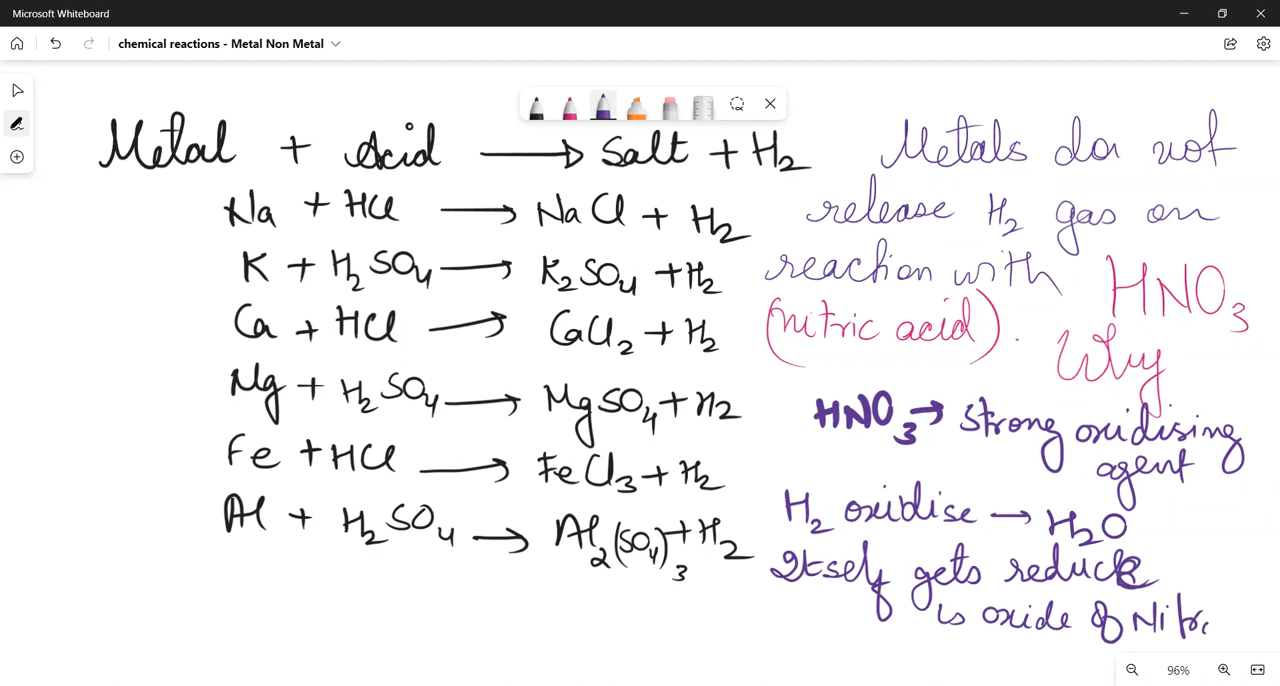 Microsoft Whiteboard
chemical reactions - Metal Non Metal
Metal + Acid → Salt + H2
Na + HCl → NaCl + H2
K + H2SO4 → K2SO4 + H2
Ca + HCl → CaCl2 + H2
Mg + H2SO4 → MgSO4 + H2
Fe + HCl → FeCl3 + H2
Al + H2SO4 → Al2(SO4)3 + H2
Metals do not
release H2 gas on
reaction with HNO3
(nitric acid). Why
HNO3 → Strong oxidising
agent
H2 oxidise → H2O
Itself gets reduce
is oxide of Nitr
96%